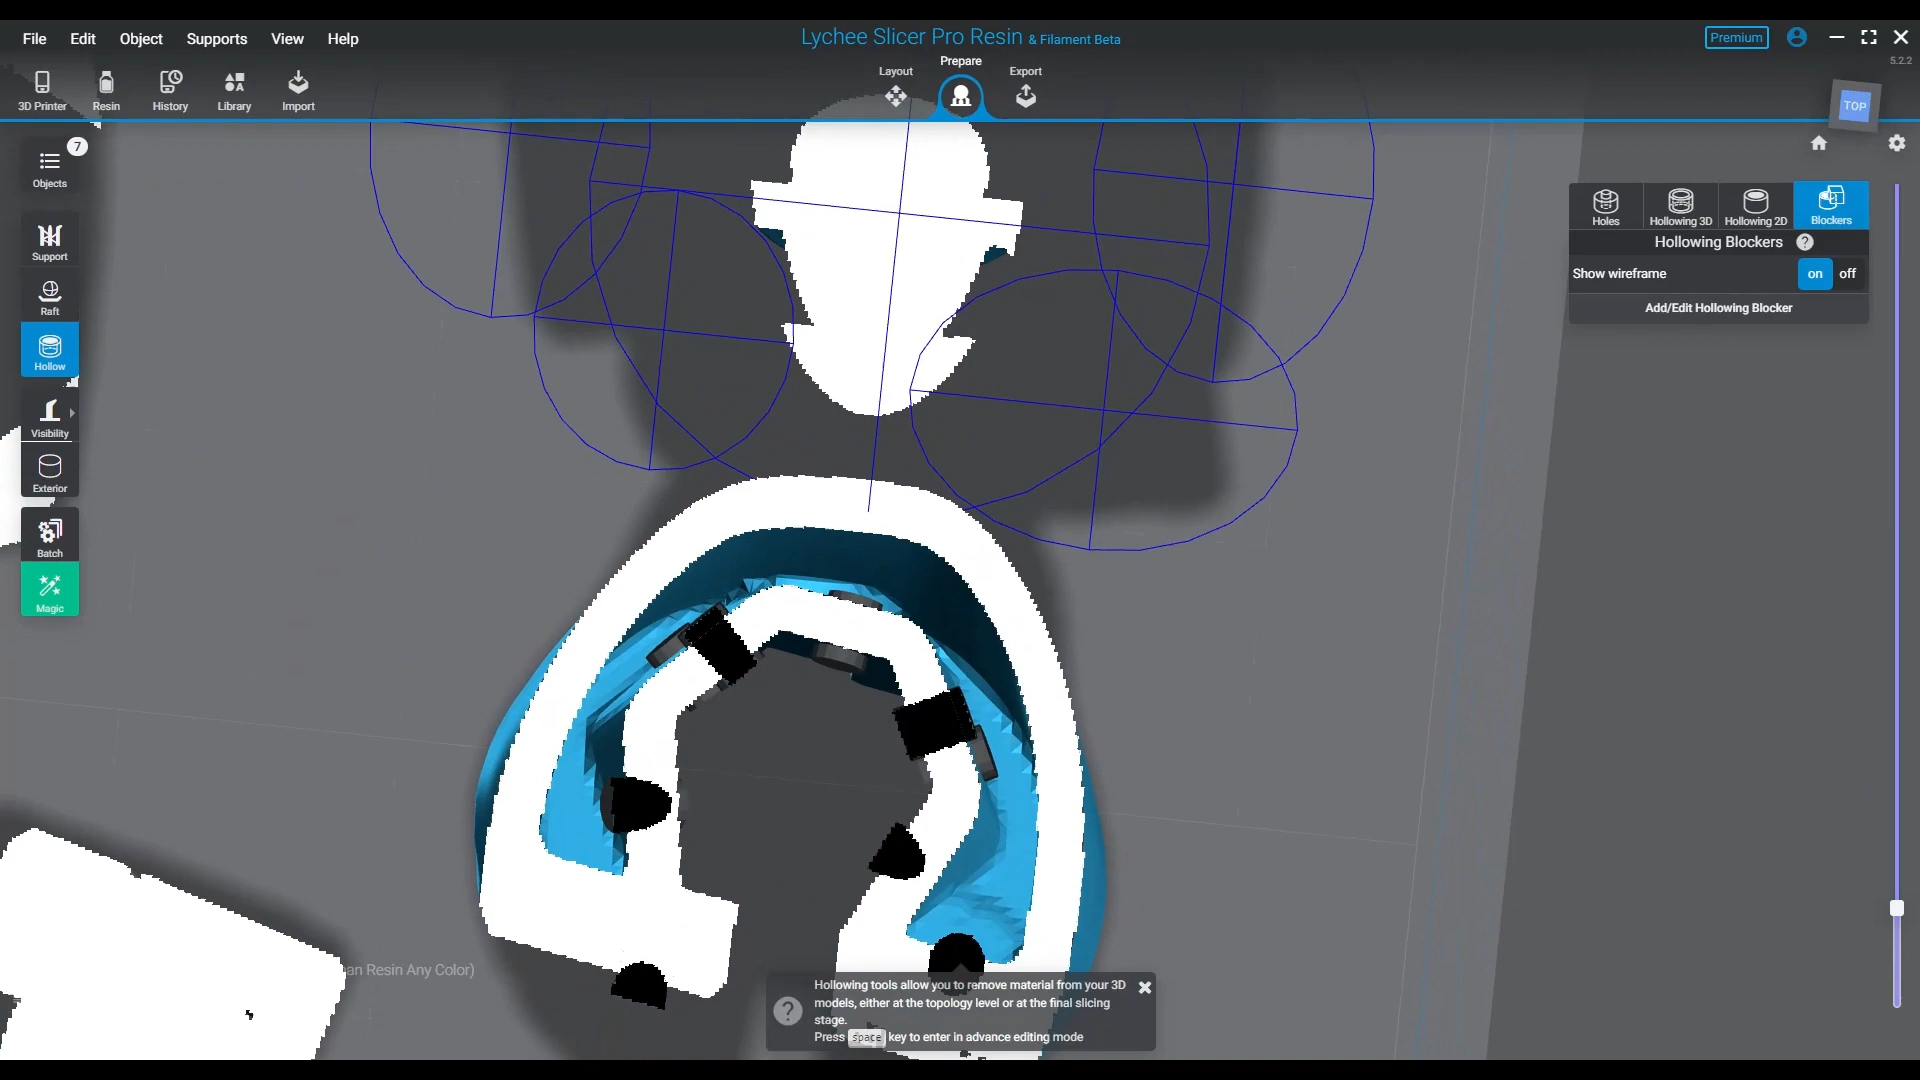 File Edit Object Supports View Help
Lychee Slicer Pro Resin & Filament Beta
Premium
5.2.2
3D Printer Resin History Library Import
Layout Prepare Export
TOP
7
Objects
Support
Raft
Hollow
Visibility
Exterior
Batch
Magic
Holes Hollowing 3D Hollowing 2D Blockers
Hollowing Blockers ?
Show wireframe on off
Add/Edit Hollowing Blocker
an Resin Any Color)
Hollowing tools allow you to remove material from your 3D
models, either at the topology level or at the final slicing
stage.
Press space key to enter in advance editing mode